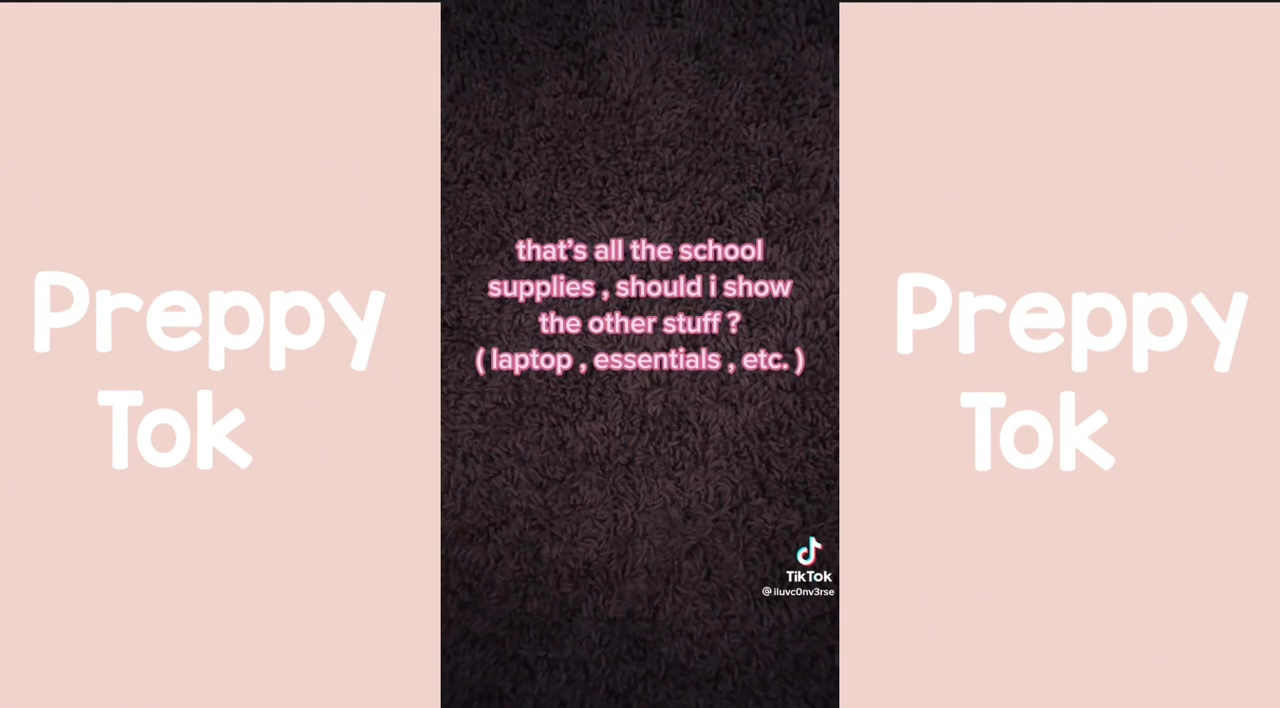 Preppy
Tok
that's all the school
supplies , should i show
the other stuff ?
( laptop , essentials , etc. )
TikTok
@iluvc0nv3rse
Preppy
Tok